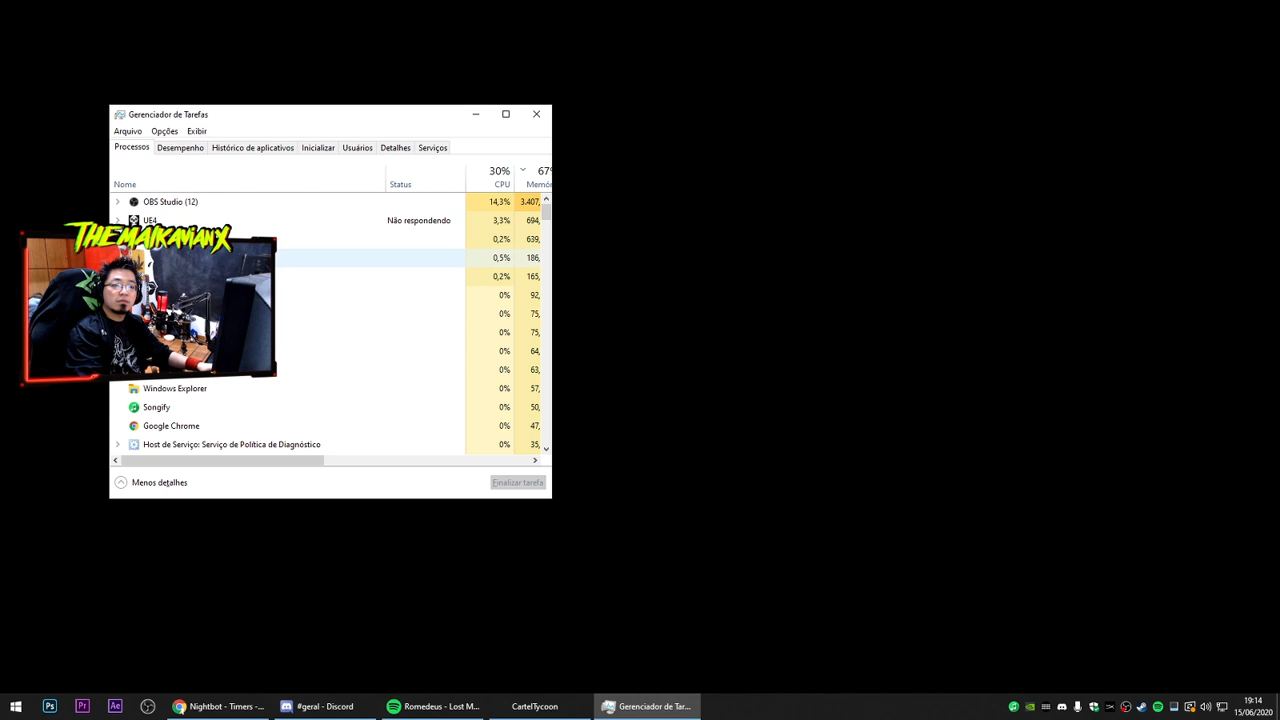 Gerenciador de Tarefas
Arquivo Opções Exibir
Processos Desempenho Histórico de aplicativos Inicializar Usuários Detalhes Serviços
30% 67%
Nome Status CPU Memór
OBS Studio (12) 14,3% 3.407,
UE4 Não respondendo 3,3% 694,
THEMALKAVIANX
0,2% 639,
0,5% 186,
0,2% 165,
0% 92,
0% 75,
0% 75,
0% 64,
0% 63,
Windows Explorer 0% 57,
Songify 0% 50,
Google Chrome 0% 47,
Host de Serviço: Serviço de Política de Diagnóstico 0% 35,
Menos detalhes Finalizar tarefa
Ps Pr Ae Nightbot - Timers -... #geral - Discord Romedeus - Lost M... CartelTycoon Gerenciador de Tar...
19:14
15/06/2020